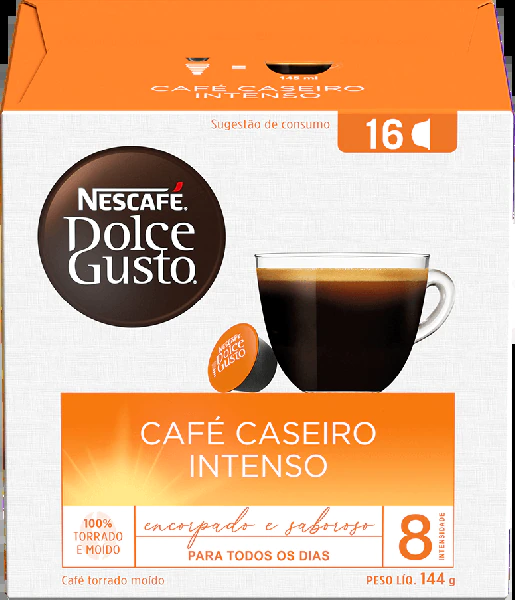 148 ml
CAFÉ CASEIRO
INTENSO
Sugestão de consumo
16
NESCAFÉ.
Dolce
Gusto.
NESCAFÉ
Dolce
Gusto
CAFÉ CASEIRO
INTENSO
100%
TORRADO
E MOÍDO
encorpado e saboroso
PARA TODOS OS DIAS
8
INTENSIDADE
Café torrado moído
PESO LÍQ. 144 g